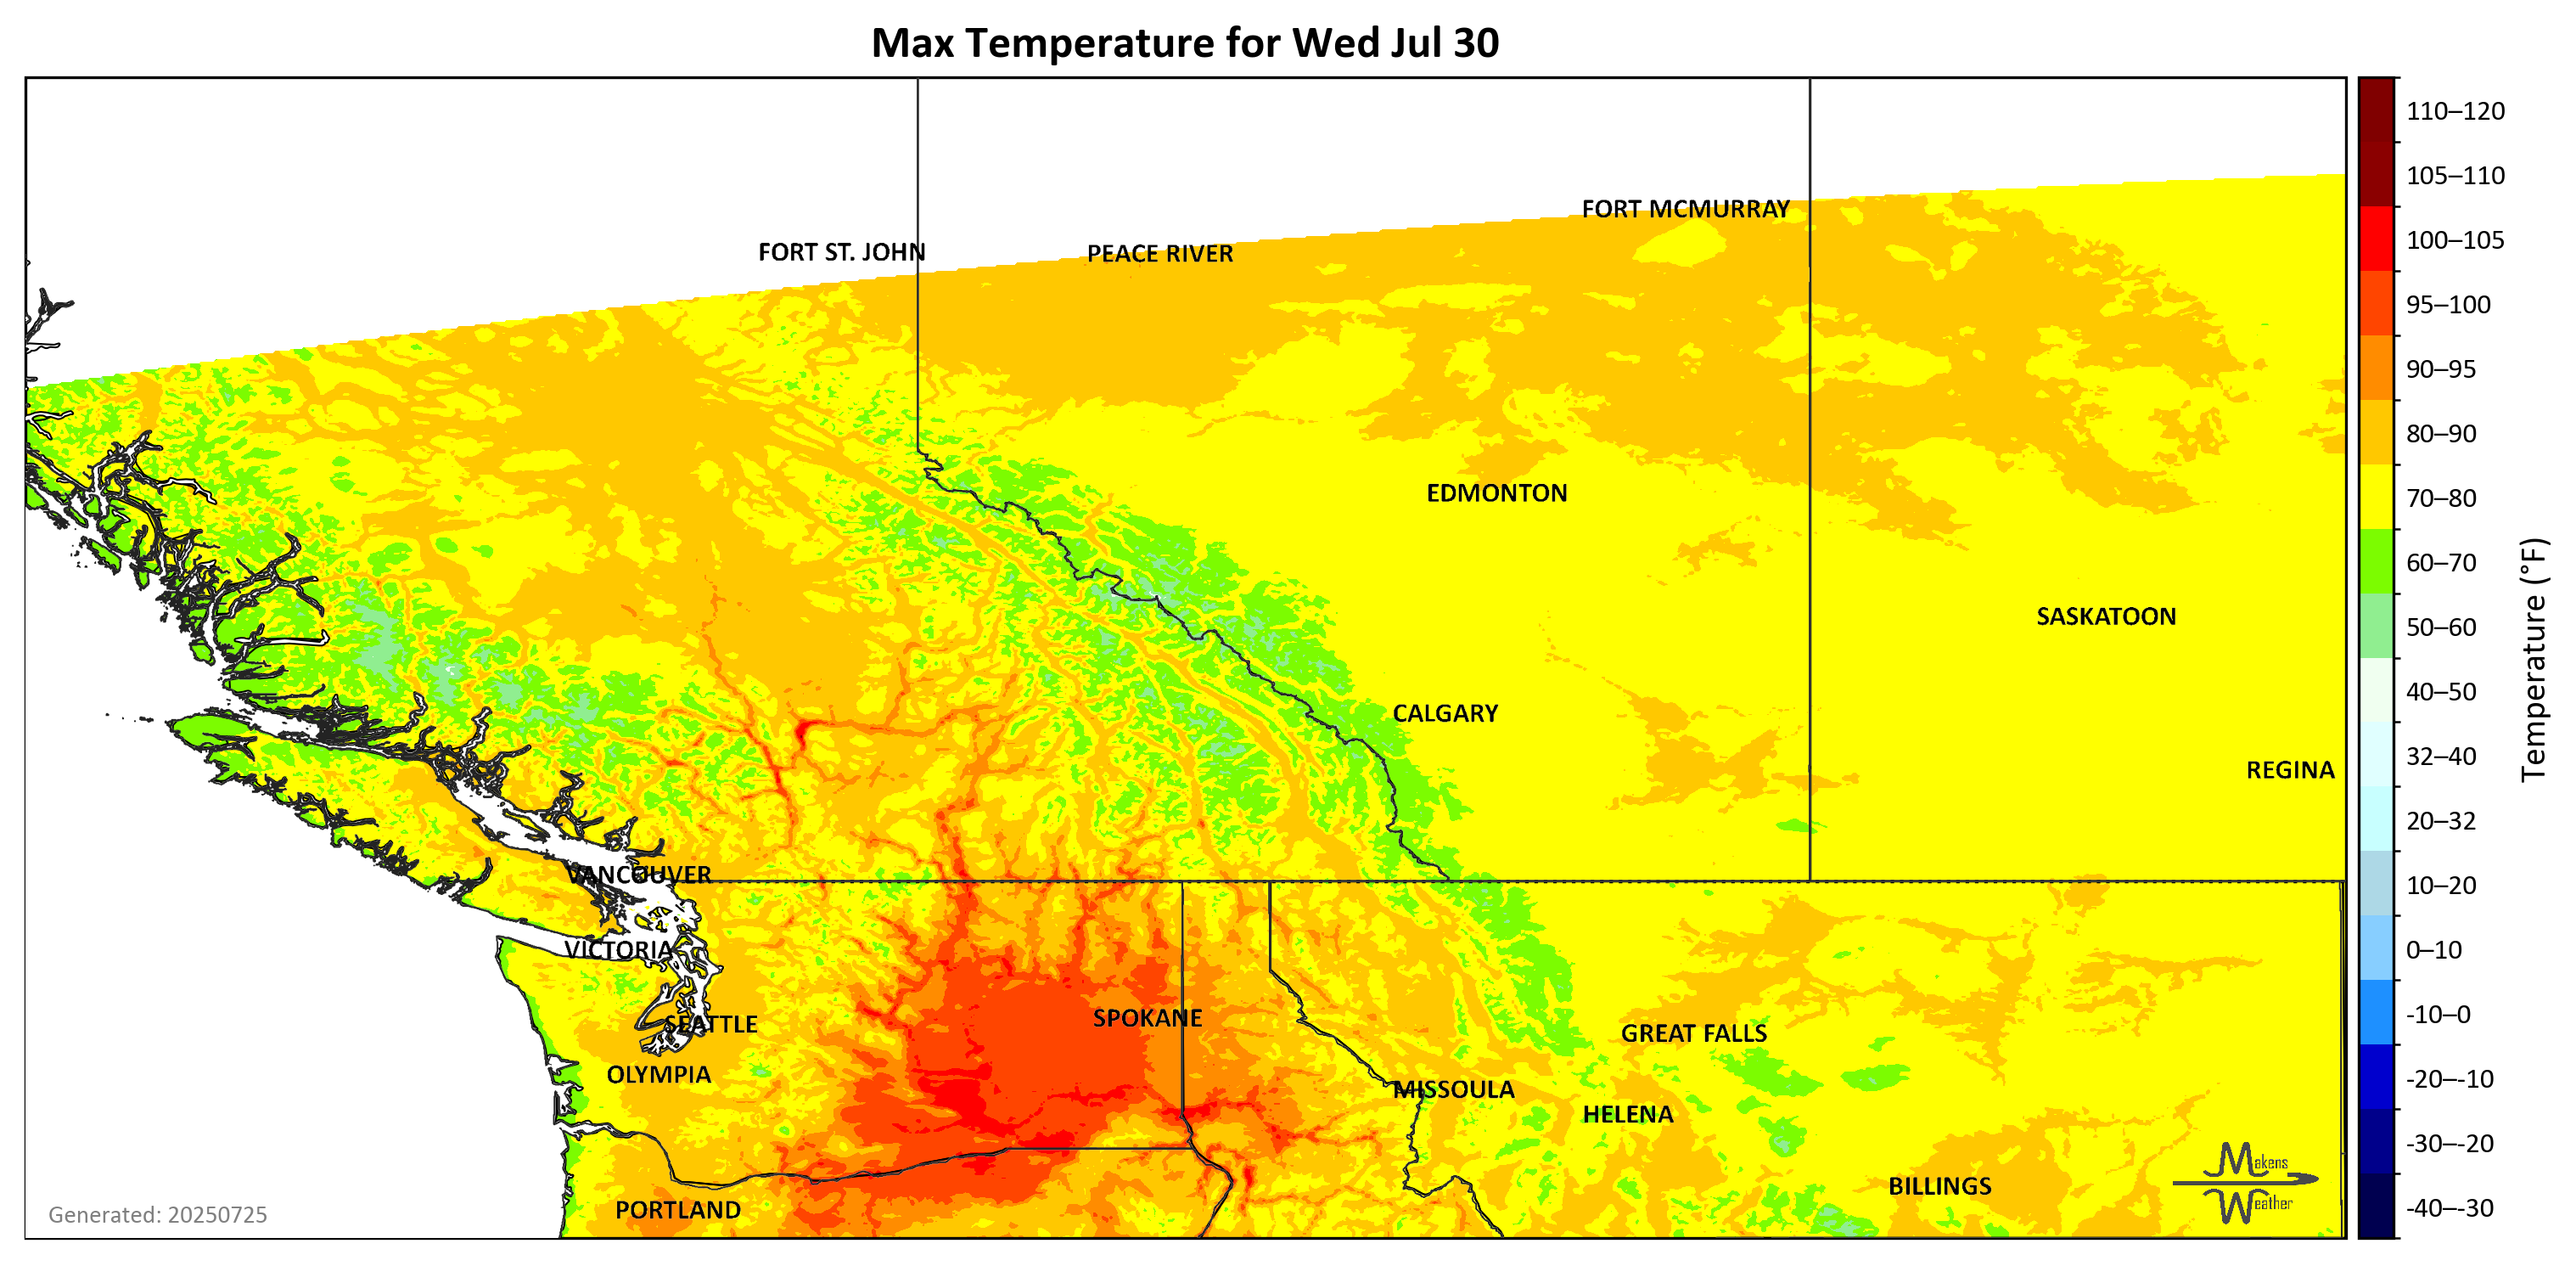 Max Temperature for Wed Jul 30
110–120
105–110
FORT MCMURRAY
100–105
FORT ST. JOHN
PEACE RIVER
95–100
90–95
80–90
EDMONTON
70–80
60–70
SASKATOON
50–60
40–50
CALGARY
32–40
REGINA
Temperature (°F)
20–32
VANCOUVER
10–20
VICTORIA
0–10
SPOKANE
-10–0
SEATTLE
GREAT FALLS
OLYMPIA
-20–-10
MISSOULA
HELENA
-30–-20
Makens
Weather
BILLINGS
PORTLAND
-40–-30
Generated: 20250725